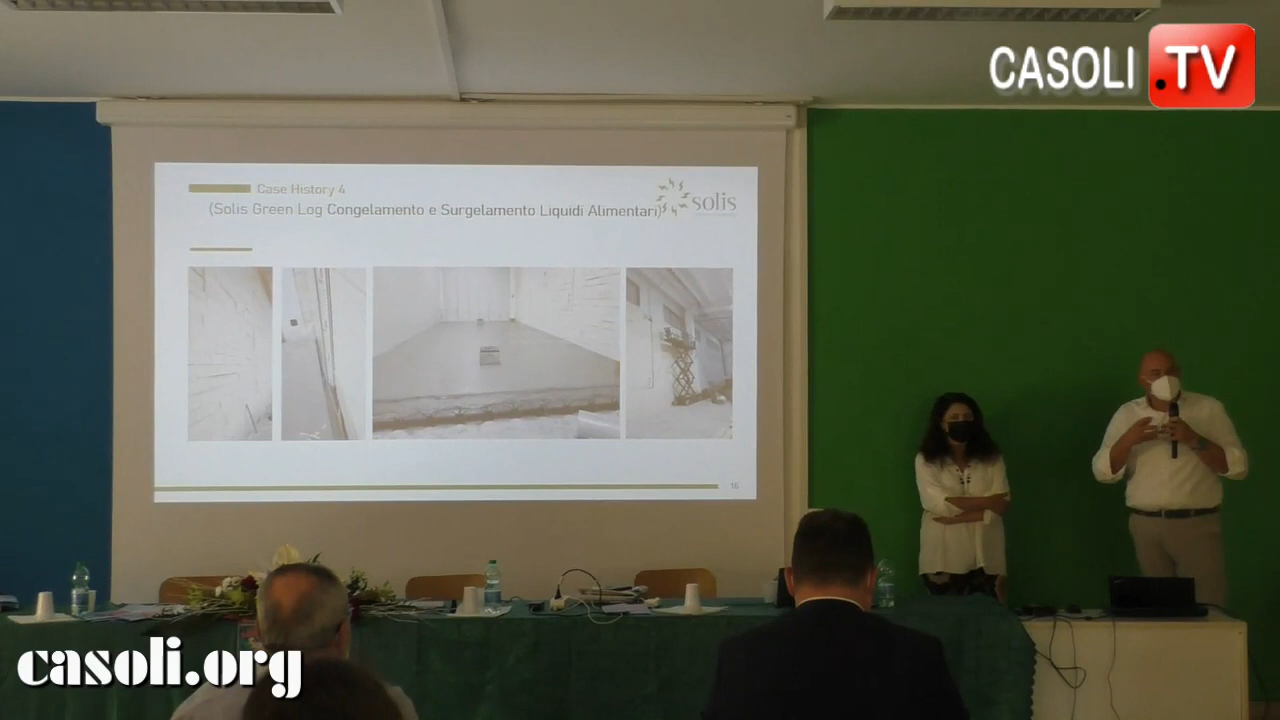 CASOLI .TV
Case History 4
(Solis Green Log Congelamento e Surgelamento Liquidi Alimentari)
solis
16
casoli.org